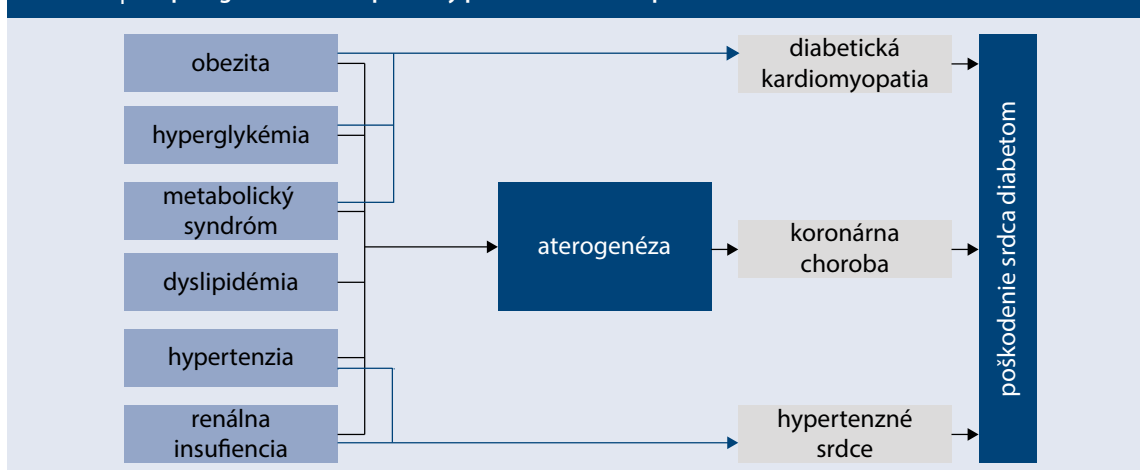 obezita
hyperglykémia
metabolický
syndróm
dyslipidémia
hypertenzia
renálna
insufiencia
aterogenéza
diabetická
kardiomyopatia
koronárna
choroba
hypertenzné
srdce
poškodenie srdca diabetom